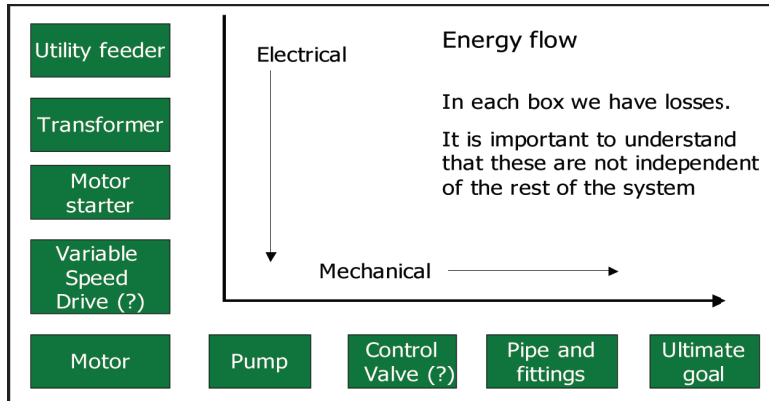 Utility feeder
Transformer
Motor
starter
Variable
Speed
Drive (?)
Motor
Electrical
Energy flow
In each box we have losses.
It is important to understand
that these are not independent
of the rest of the system
Mechanical
Pump
Control
Valve (?)
Pipe and
fittings
Ultimate
goal